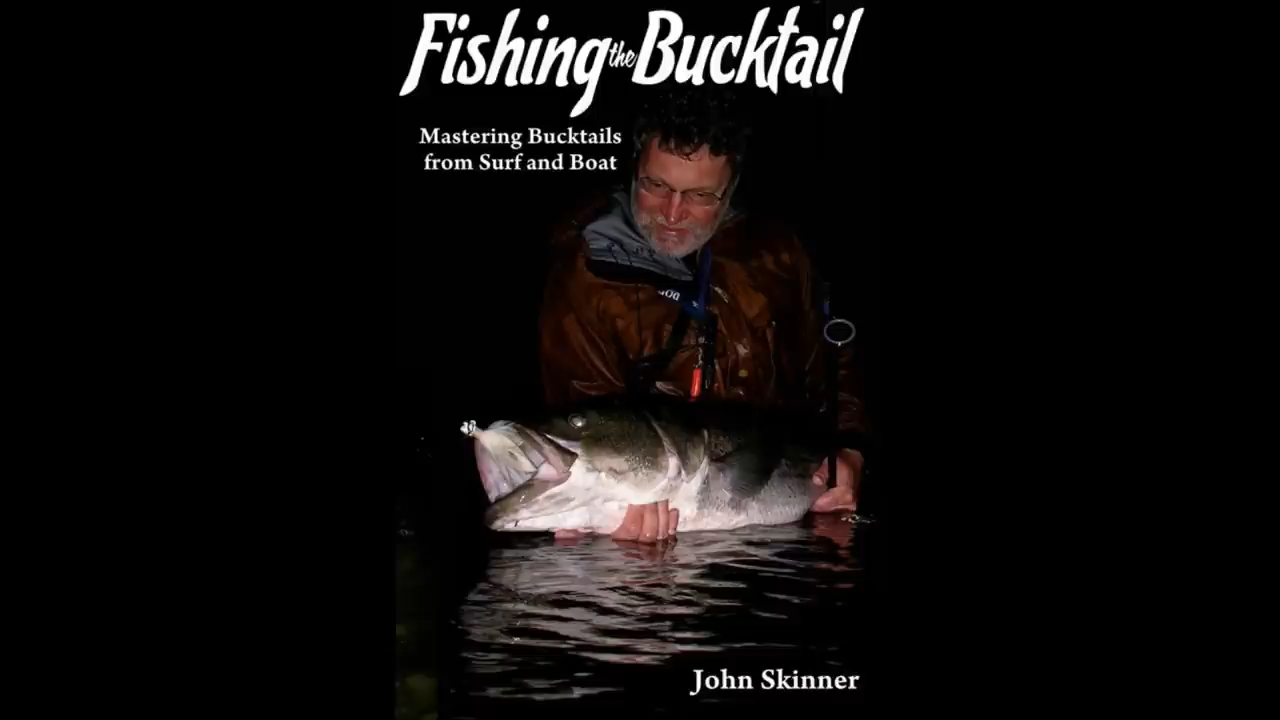 Fishing the Bucktail
Mastering Bucktails
from Surf and Boat
John Skinner